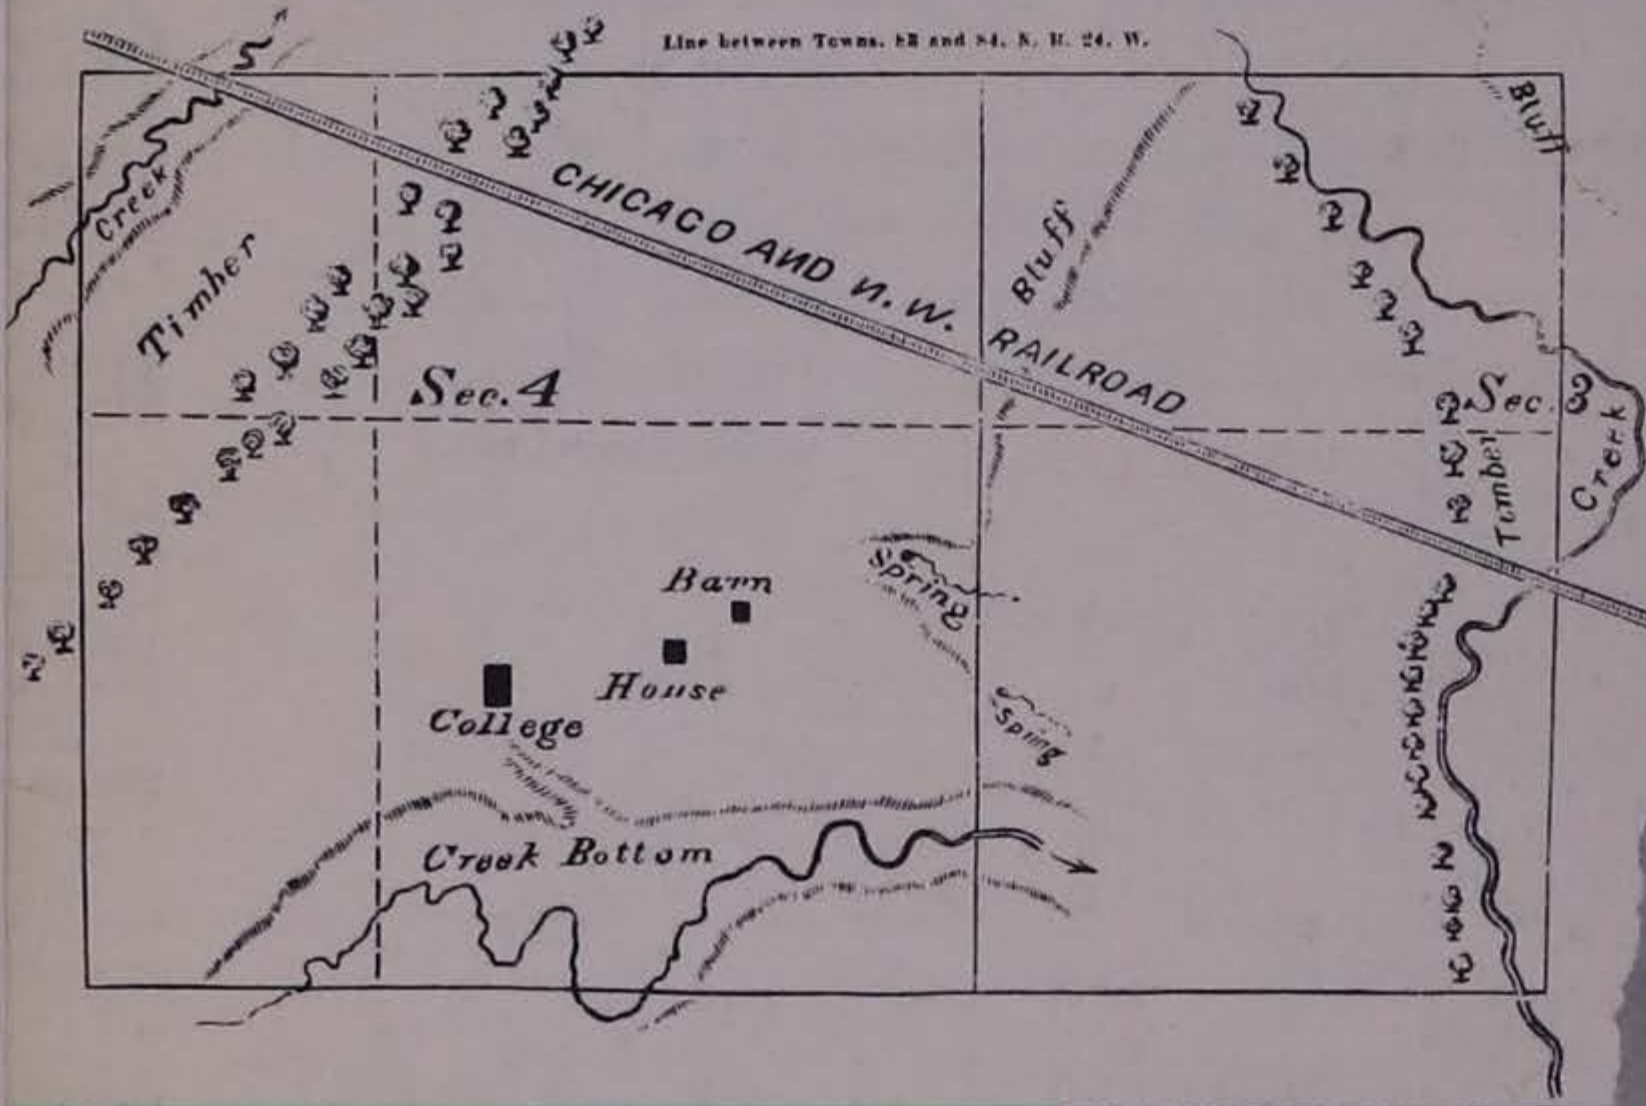 Line between Towns. 83 and 84, N. R. 24. W.
Bluff
Creek
Timber
CHICAGO AND N. W. RAILROAD
Bluff
Sec. 4
Sec. 3
Timber
Creek
Spring
Barn
House
College
Spring
Creek Bottom